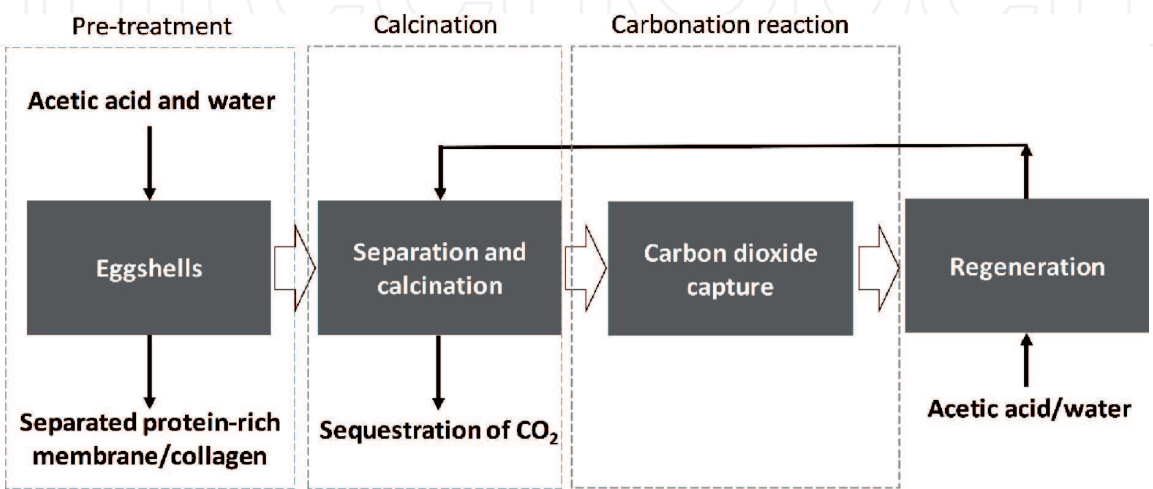 Pre-treatment
Calcination
Carbonation reaction
Acetic acid and water
Eggshells
Separation and
calcination
Carbon dioxide
capture
Regeneration
Separated protein-rich
membrane/collagen
Sequestration of CO₂
Acetic acid/water